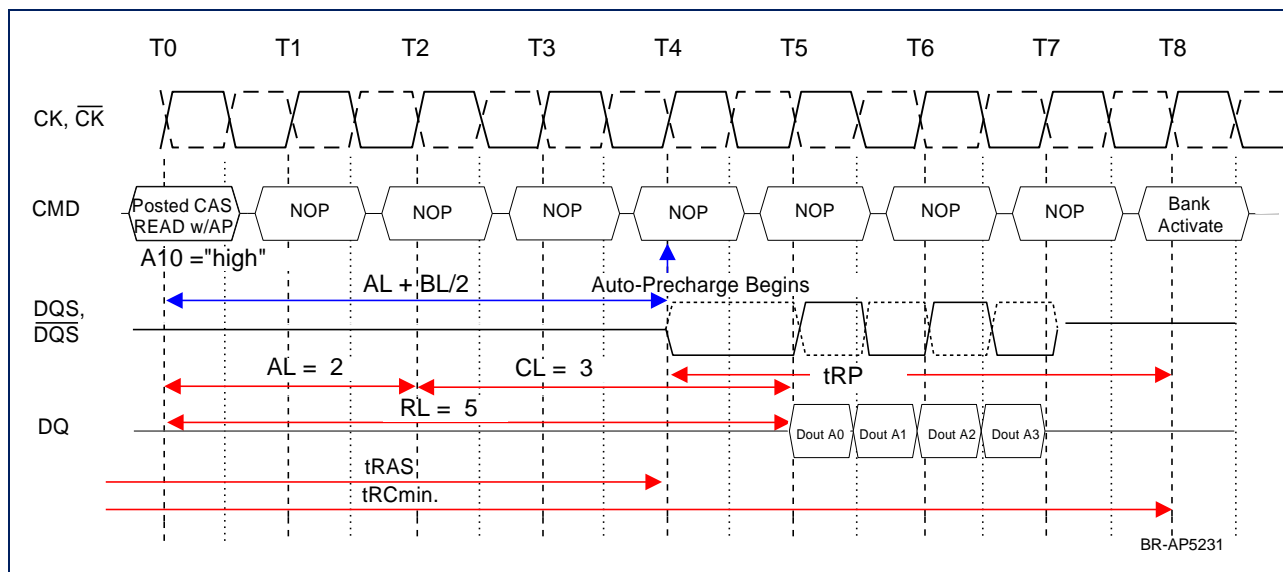 T0 T1 T2 T3 T4 T5 T6 T7 T8
CK, CK
CMD
Posted CAS
READ w/AP
NOP NOP NOP NOP NOP NOP NOP
Bank
Activate
A10 ="high"
AL + BL/2
Auto-Precharge Begins
DQS,
DQS
AL = 2
CL = 3
tRP
RL = 5
DQ
Dout A0 Dout A1 Dout A2 Dout A3
tRAS
tRCmin.
BR-AP5231